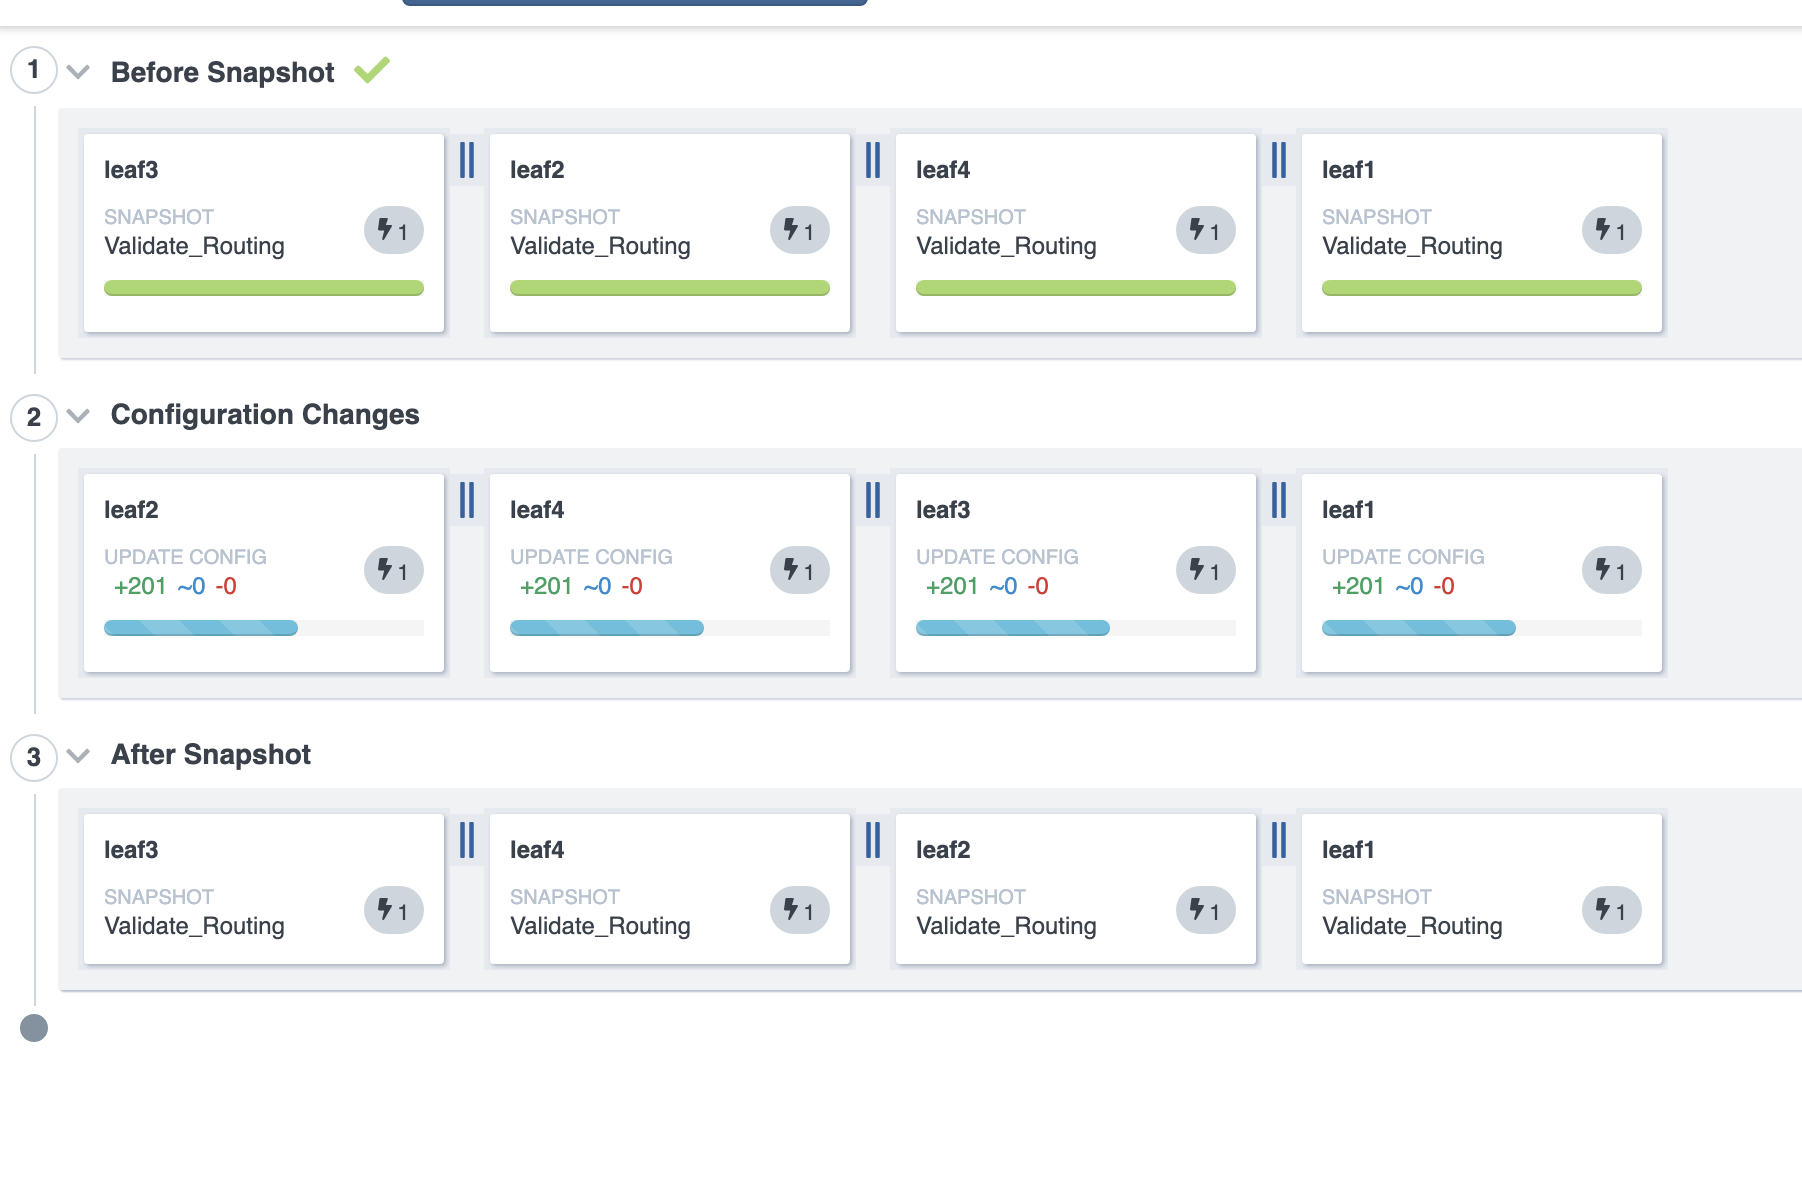 1 Before Snapshot
leaf3
SNAPSHOT
Validate_Routing
1
leaf2
SNAPSHOT
Validate_Routing
1
leaf4
SNAPSHOT
Validate_Routing
1
leaf1
SNAPSHOT
Validate_Routing
1
2 Configuration Changes
leaf2
UPDATE CONFIG
+201 ~0 -0
1
leaf4
UPDATE CONFIG
+201 ~0 -0
1
leaf3
UPDATE CONFIG
+201 ~0 -0
1
leaf1
UPDATE CONFIG
+201 ~0 -0
1
3 After Snapshot
leaf3
SNAPSHOT
Validate_Routing
1
leaf4
SNAPSHOT
Validate_Routing
1
leaf2
SNAPSHOT
Validate_Routing
1
leaf1
SNAPSHOT
Validate_Routing
1